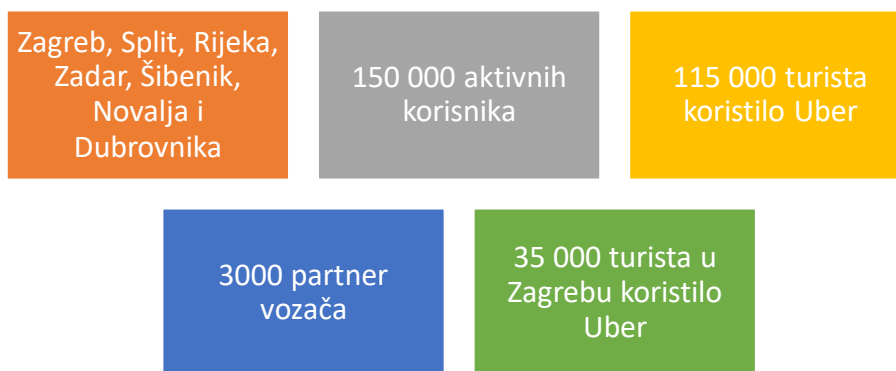 Zagreb, Split, Rijeka,
Zadar, Šibenik,
Novalja i
Dubrovnika
150 000 aktivnih
korisnika
115 000 turista
koristilo Uber
3000 partner
vozača
35 000 turista u
Zagrebu koristilo
Uber